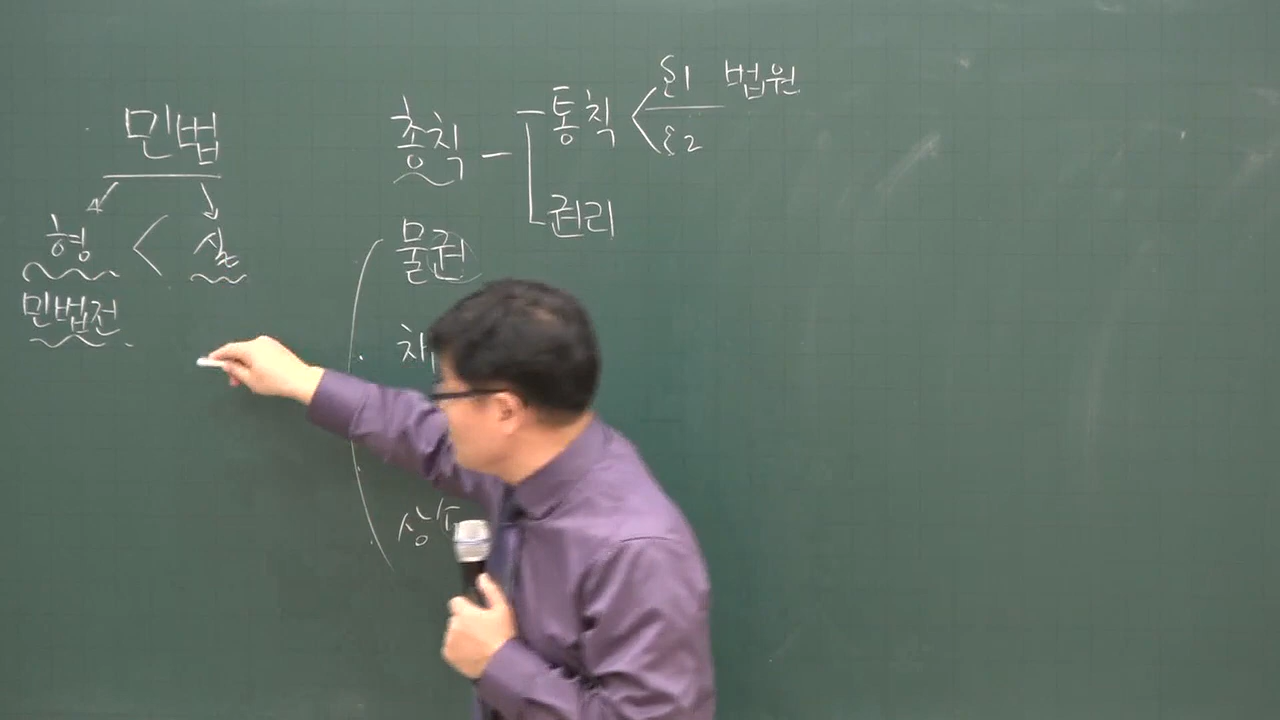 민법
형 < 실
민법전
총칙 - 통칙 < §1 법원
§2
권리
물권
채
상속